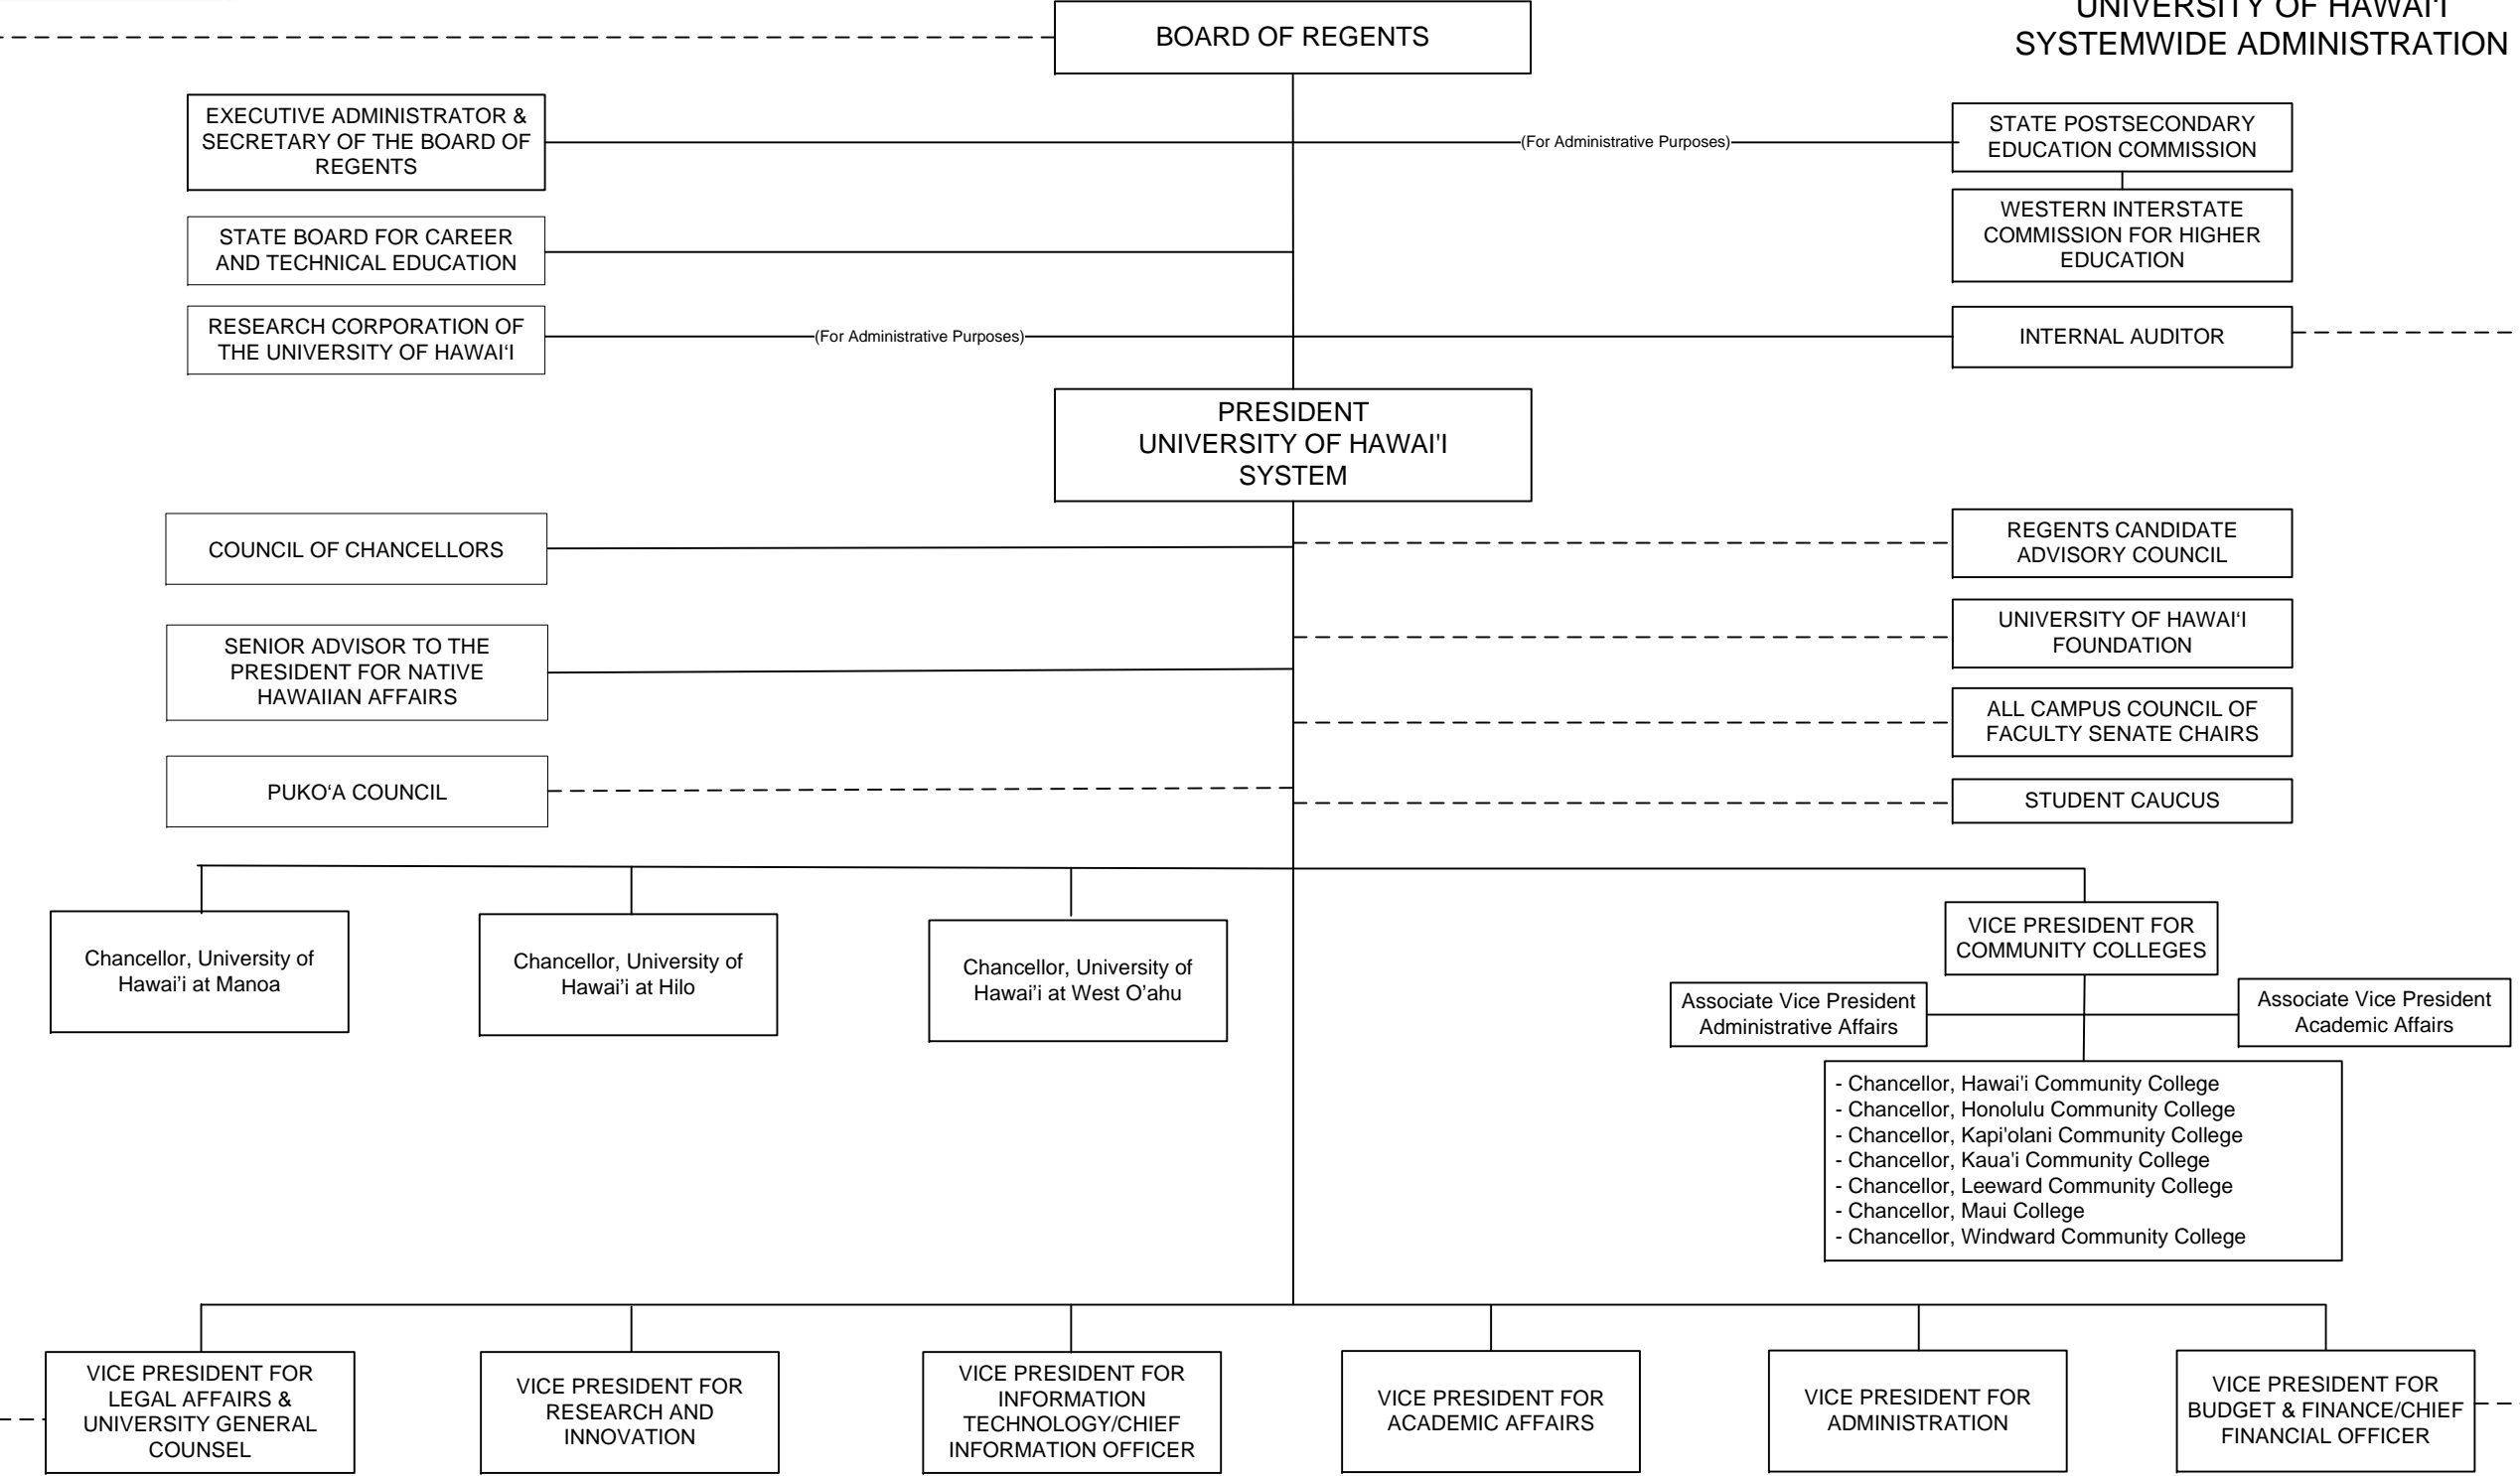 BOARD OF REGENTS
UNIVERSITY OF HAWAI'I
SYSTEMWIDE ADMINISTRATION
EXECUTIVE ADMINISTRATOR &
SECRETARY OF THE BOARD OF
REGENTS
(For Administrative Purposes)
STATE POSTSECONDARY
EDUCATION COMMISSION
WESTERN INTERSTATE
COMMISSION FOR HIGHER
EDUCATION
STATE BOARD FOR CAREER
AND TECHNICAL EDUCATION
RESEARCH CORPORATION OF
THE UNIVERSITY OF HAWAI‘I
(For Administrative Purposes)
INTERNAL AUDITOR
PRESIDENT
UNIVERSITY OF HAWAI'I
SYSTEM
COUNCIL OF CHANCELLORS
REGENTS CANDIDATE
ADVISORY COUNCIL
SENIOR ADVISOR TO THE
PRESIDENT FOR NATIVE
HAWAIIAN AFFAIRS
UNIVERSITY OF HAWAI‘I
FOUNDATION
ALL CAMPUS COUNCIL OF
FACULTY SENATE CHAIRS
PUKO‘A COUNCIL
STUDENT CAUCUS
Chancellor, University of
Hawai’i at Manoa
Chancellor, University of
Hawai’i at Hilo
Chancellor, University of
Hawai’i at West O’ahu
VICE PRESIDENT FOR
COMMUNITY COLLEGES
Associate Vice President
Administrative Affairs
Associate Vice President
Academic Affairs
- Chancellor, Hawai'i Community College
- Chancellor, Honolulu Community College
- Chancellor, Kapi'olani Community College
- Chancellor, Kaua'i Community College
- Chancellor, Leeward Community College
- Chancellor, Maui College
- Chancellor, Windward Community College
VICE PRESIDENT FOR
LEGAL AFFAIRS &
UNIVERSITY GENERAL
COUNSEL
VICE PRESIDENT FOR
RESEARCH AND
INNOVATION
VICE PRESIDENT FOR
INFORMATION
TECHNOLOGY/CHIEF
INFORMATION OFFICER
VICE PRESIDENT FOR
ACADEMIC AFFAIRS
VICE PRESIDENT FOR
ADMINISTRATION
VICE PRESIDENT FOR
BUDGET & FINANCE/CHIEF
FINANCIAL OFFICER